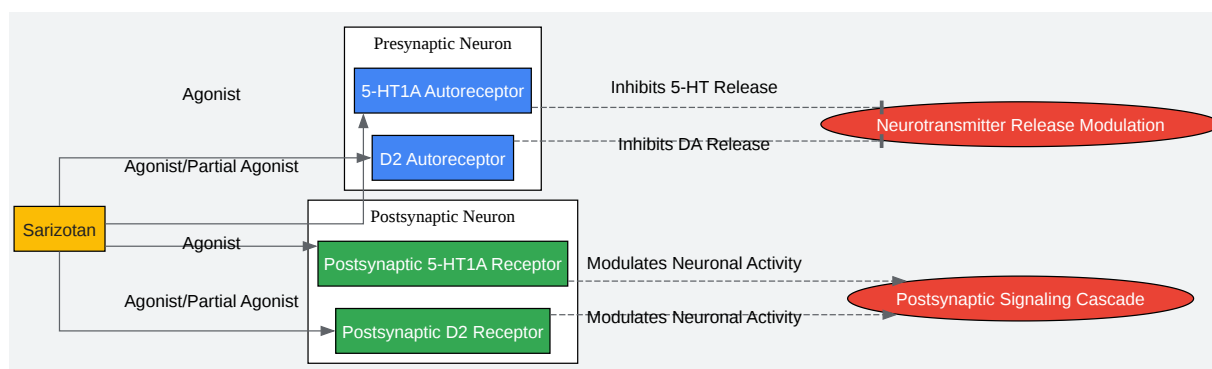 Presynaptic Neuron
Agonist
5-HT1A Autoreceptor
Inhibits 5-HT Release
Neurotransmitter Release Modulation
Agonist/Partial Agonist
D2 Autoreceptor
Inhibits DA Release
Sarizotan
Postsynaptic Neuron
Agonist
Postsynaptic 5-HT1A Receptor
Modulates Neuronal Activity
Postsynaptic Signaling Cascade
Agonist/Partial Agonist
Postsynaptic D2 Receptor
Modulates Neuronal Activity